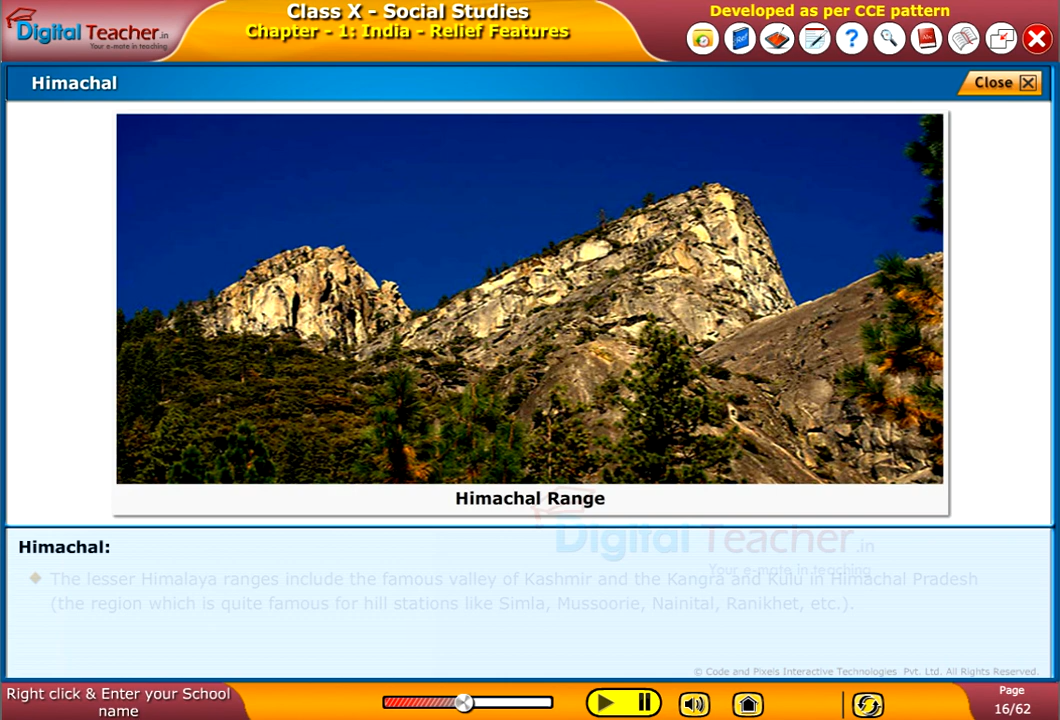 Class X - Social Studies
Chapter - 1: India - Relief Features
Digital Teacher.in
Your e-mate in teaching
Developed as per CCE pattern
Ref
Abc
Himachal
Close
Himachal Range
Digital Teacher.in
Your e-mate in teaching
Himachal:
The lesser Himalaya ranges include the famous valley of Kashmir and the Kangra and Kulu in Himachal Pradesh
(the region which is quite famous for hill stations like Simla, Mussoorie, Nainital, Ranikhet, etc.).
© Code and Pixels Interactive Technologies Pvt. Ltd. All Rights Reserved.
Right click & Enter your School
name
Page
16/62